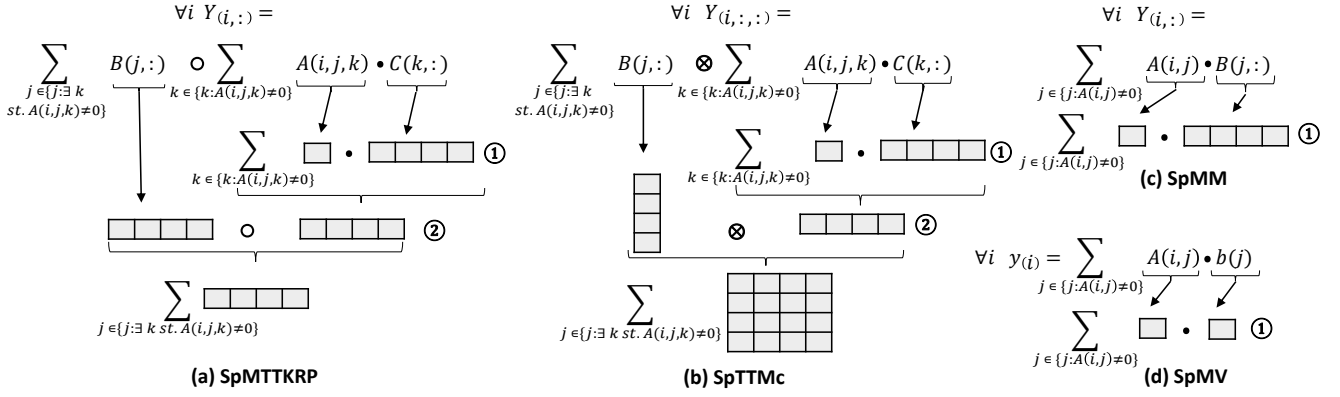 ∀i Y(i,:) =
∑ B(j,:) ∘ ∑ A(i,j,k) • C(k,:)
j ∈{j:∃ k
st. A(i,j,k)≠0}
k ∈{k:A(i,j,k)≠0}
∑ • ①
k ∈{k:A(i,j,k)≠0}
∘ ②
∑
j ∈{j:∃ k st. A(i,j,k)≠0}
(a) SpMTTKRP
∀i Y(i,:,:) =
∑ B(j,:) ⊗ ∑ A(i,j,k) • C(k,:)
j ∈{j:∃ k
st. A(i,j,k)≠0}
k ∈{k:A(i,j,k)≠0}
∑ • ①
k ∈{k:A(i,j,k)≠0}
⊗ ②
∑
j ∈{j:∃ k st. A(i,j,k)≠0}
(b) SpTTMc
∀i Y(i,:) =
∑ A(i,j) • B(j,:)
j ∈{j:A(i,j)≠0}
∑ • ①
j ∈{j:A(i,j)≠0}
(c) SpMM
∀i y(i) = ∑ A(i,j) • b(j)
j ∈{j:A(i,j)≠0}
∑ • ①
j ∈{j:A(i,j)≠0}
(d) SpMV